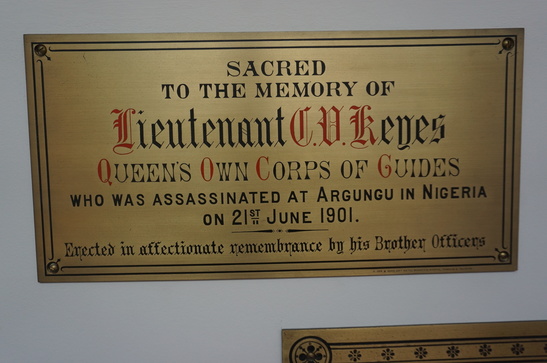 SACRED
TO THE MEMORY OF
Lieutenant C.V. Keyes
QUEEN'S OWN CORPS OF GUIDES
WHO WAS ASSASSINATED AT ARGUNGU IN NIGERIA
ON 21ST JUNE 1901.
Erected in affectionate remembrance by his Brother Officers